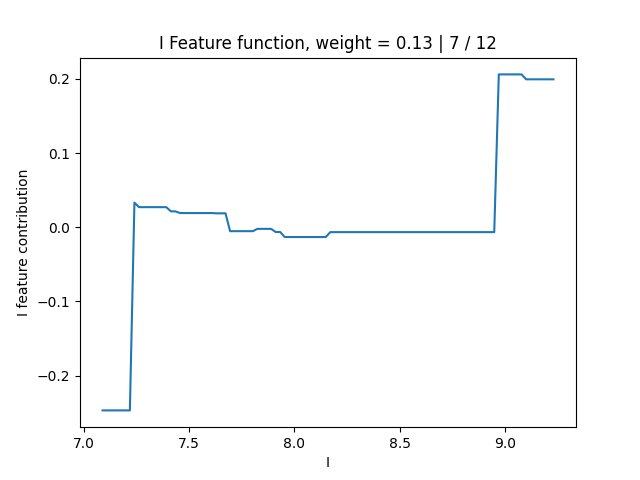 I Feature function, weight = 0.13 | 7 / 12
I feature contribution
0.2
0.1
0.0
−0.1
−0.2
7.0 7.5 8.0 8.5 9.0
I